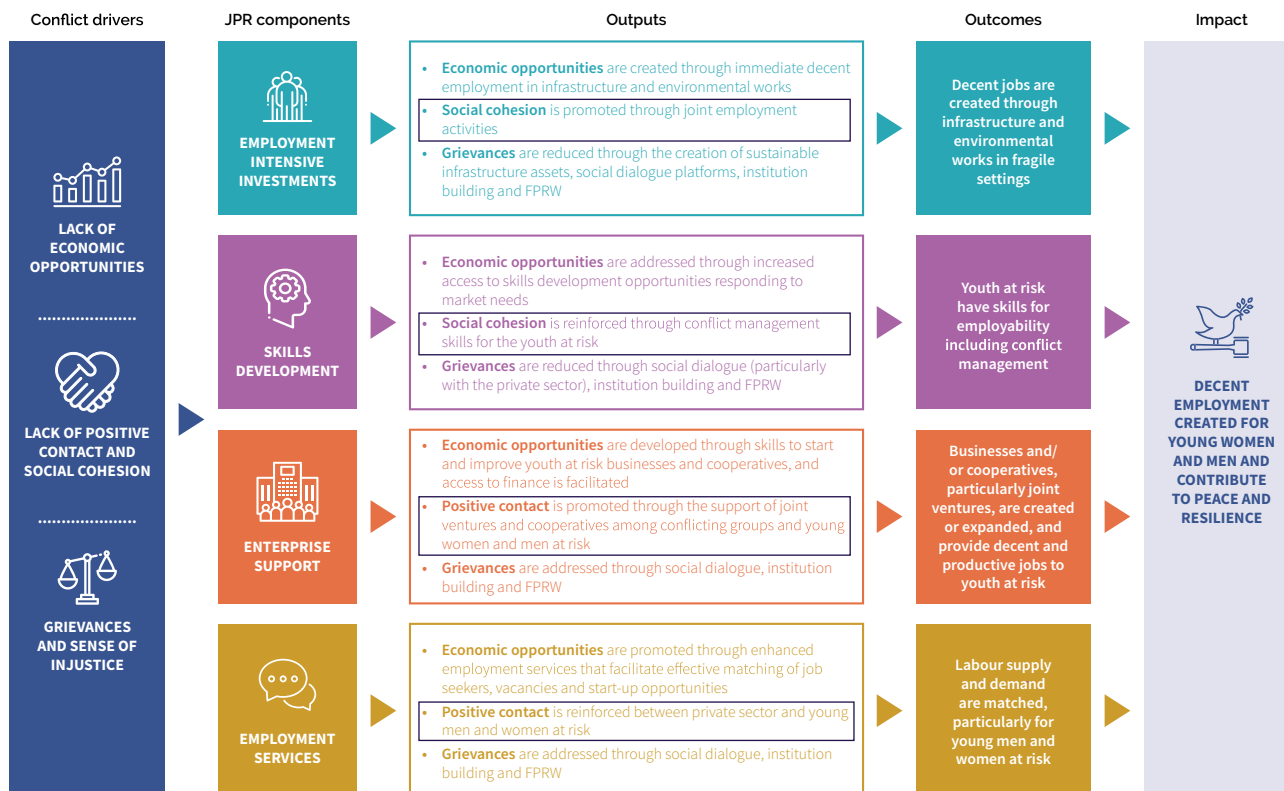 Conflict drivers
JPR components
Outputs
Outcomes
Impact
LACK OF
ECONOMIC
OPPORTUNITIES
LACK OF POSITIVE
CONTACT AND
SOCIAL COHESION
GRIEVANCES
AND SENSE OF
INJUSTICE
EMPLOYMENT
INTENSIVE
INVESTMENTS
• Economic opportunities are created through immediate decent
employment in infrastructure and environmental works
• Social cohesion is promoted through joint employment
activities
• Grievances are reduced through the creation of sustainable
infrastructure assets, social dialogue platforms, institution
building and FPRW
Decent jobs are
created through
infrastructure and
environmental
works in fragile
settings
SKILLS
DEVELOPMENT
• Economic opportunities are addressed through increased
access to skills development opportunities responding to
market needs
• Social cohesion is reinforced through conflict management
skills for the youth at risk
• Grievances are reduced through social dialogue (particularly
with the private sector), institution building and FPRW
Youth at risk
have skills for
employability
including conflict
management
ENTERPRISE
SUPPORT
• Economic opportunities are developed through skills to start
and improve youth at risk businesses and cooperatives, and
access to finance is facilitated
• Positive contact is promoted through the support of joint
ventures and cooperatives among conflicting groups and young
women and men at risk
• Grievances are addressed through social dialogue, institution
building and FPRW
Businesses and/
or cooperatives,
particularly joint
ventures, are created
or expanded, and
provide decent and
productive jobs to
youth at risk
EMPLOYMENT
SERVICES
• Economic opportunities are promoted through enhanced
employment services that facilitate effective matching of job
seekers, vacancies and start-up opportunities
• Positive contact is reinforced between private sector and young
men and women at risk
• Grievances are addressed through social dialogue, institution
building and FPRW
Labour supply
and demand
are matched,
particularly for
young men and
women at risk
DECENT
EMPLOYMENT
CREATED FOR
YOUNG WOMEN
AND MEN AND
CONTRIBUTE
TO PEACE AND
RESILIENCE